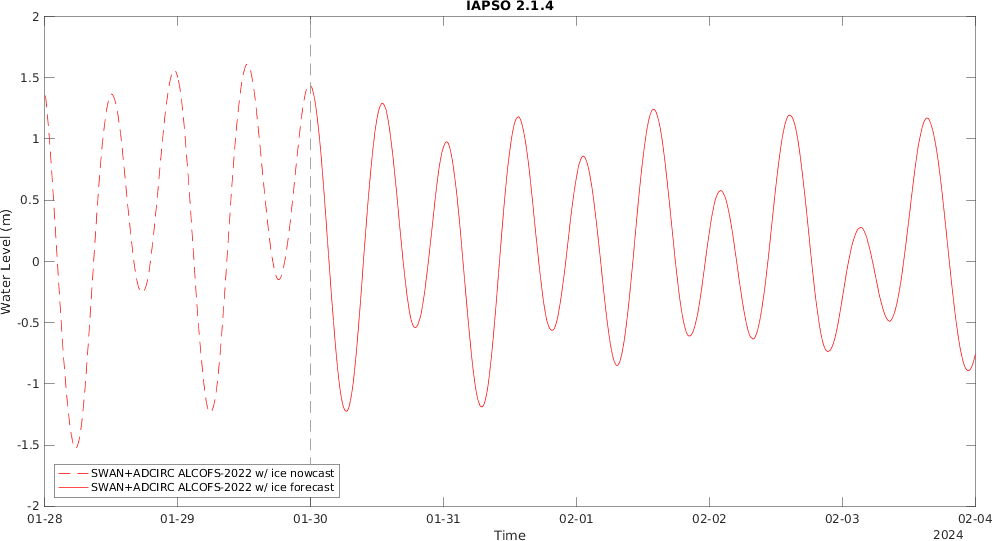 IAPSO 2.1.4
Water Level (m)
2
1.5
1
0.5
0
-0.5
-1
-1.5
-2
SWAN+ADCIRC ALCOFS-2022 w/ ice nowcast
SWAN+ADCIRC ALCOFS-2022 w/ ice forecast
01-28 01-29 01-30 01-31 02-01 02-02 02-03 02-04
Time
2024